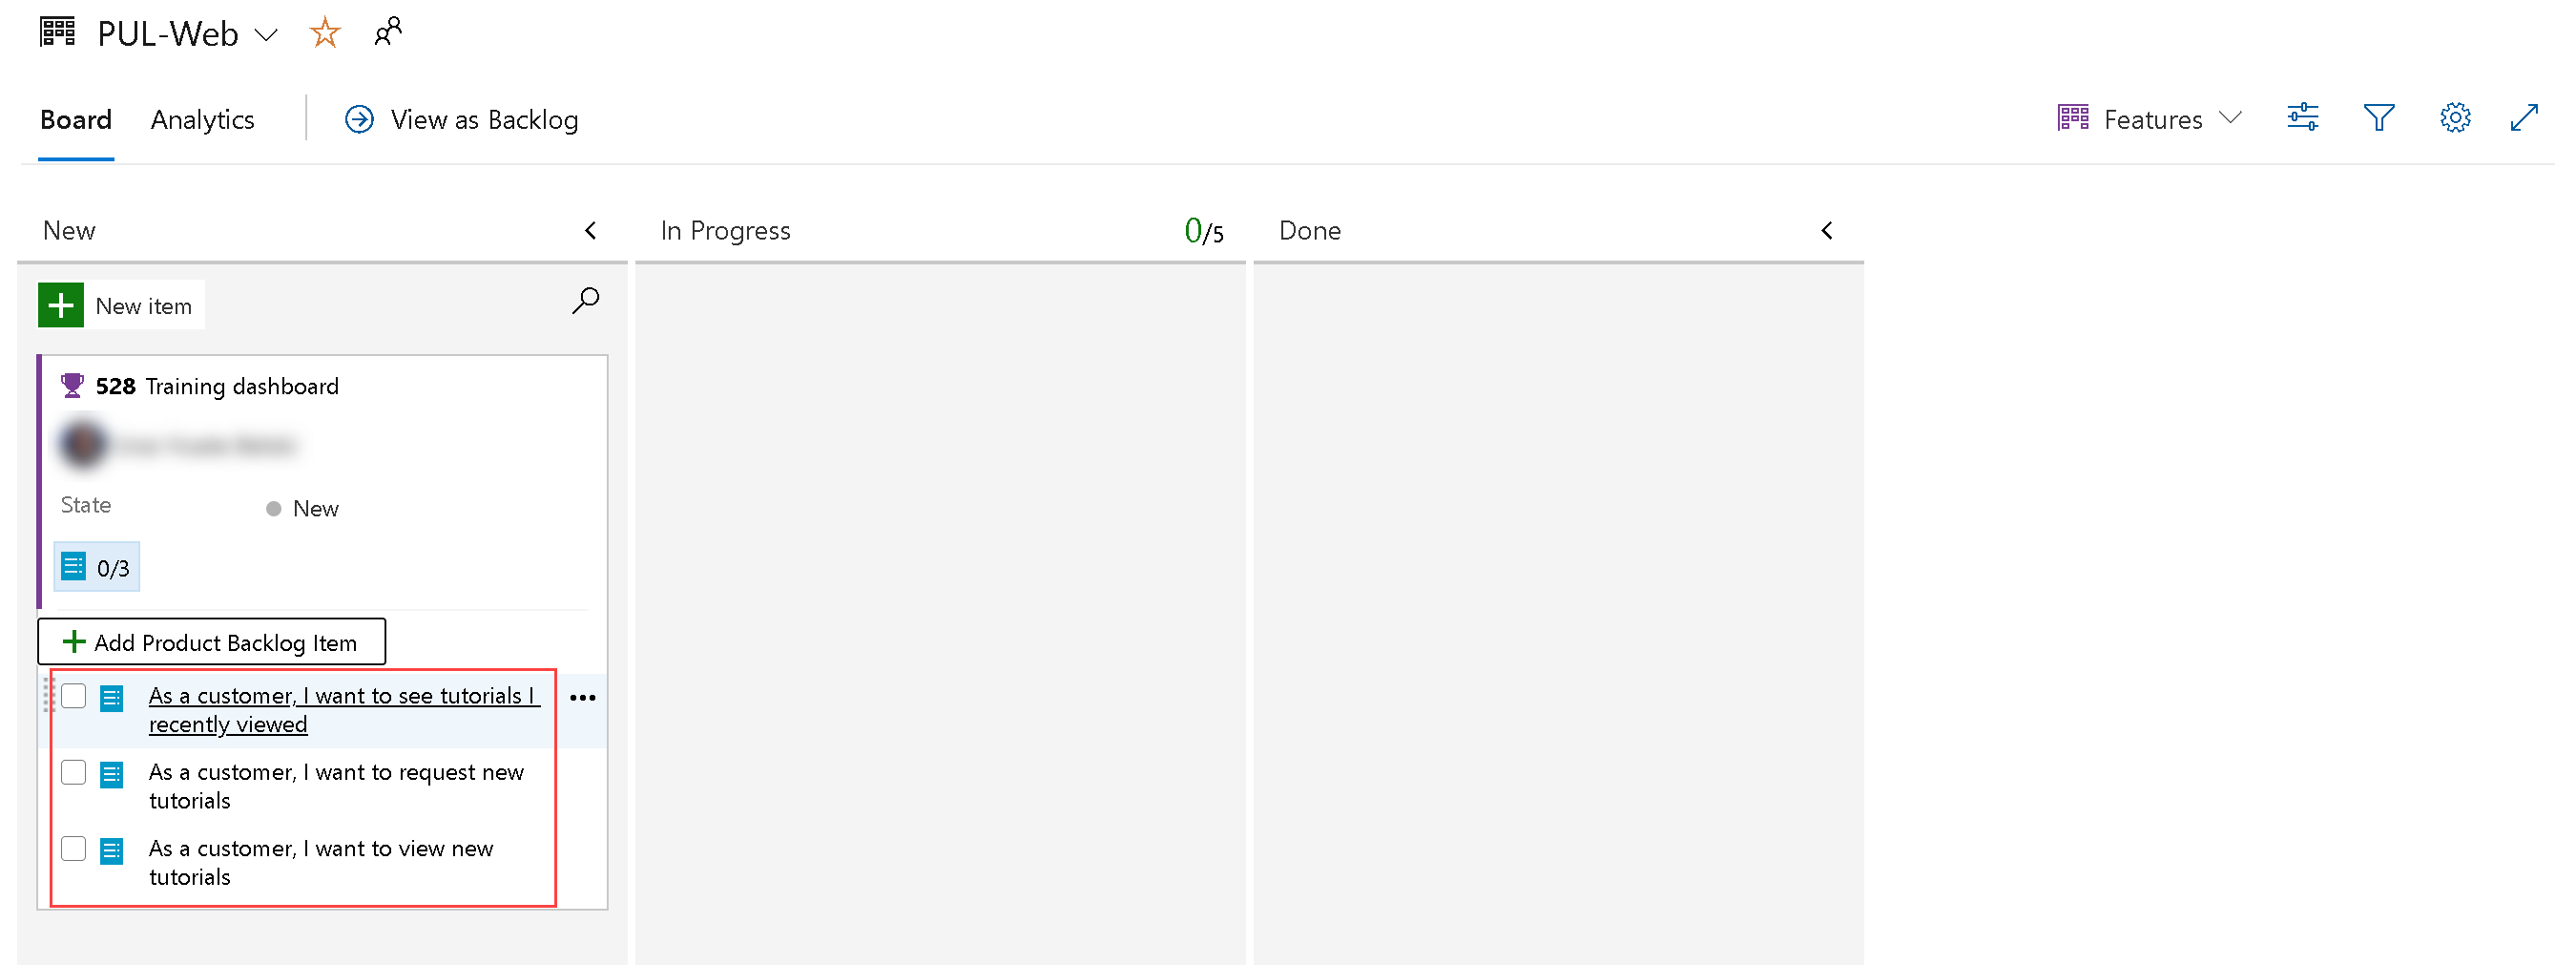 PUL-Web
Board Analytics View as Backlog Features
New In Progress 0/5 Done
New item
528 Training dashboard
State New
0/3
Add Product Backlog Item
As a customer, I want to see tutorials I
recently viewed
As a customer, I want to request new
tutorials
As a customer, I want to view new
tutorials